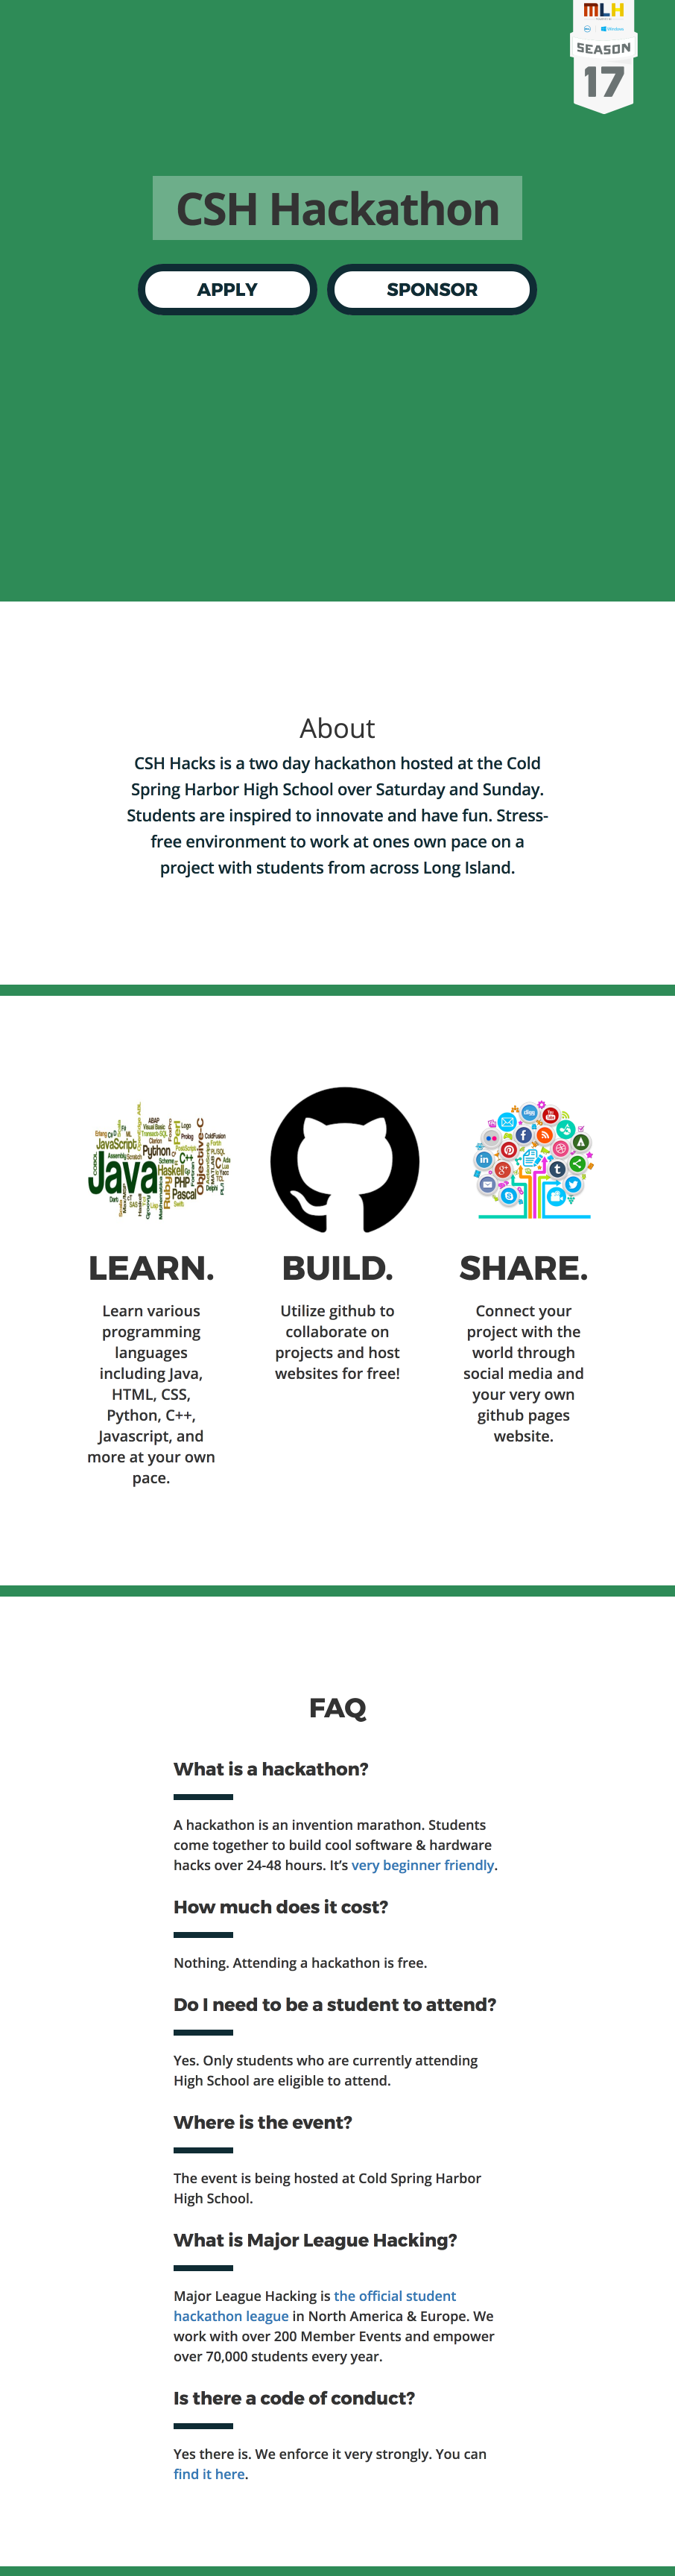 MLH
Windows
SEASON
17
CSH Hackathon
APPLY
SPONSOR
About
CSH Hacks is a two day hackathon hosted at the Cold
Spring Harbor High School over Saturday and Sunday.
Students are inspired to innovate and have fun. Stress-
free environment to work at ones own pace on a
project with students from across Long Island.
JavaScript
Python
Java
Haskell
C++
PHP
Pascal
Ruby
Perl
Objective-C
COBOL
Visual Basic
ABAP
Logo
Prolog
ColdFusion
LEARN.
Learn various
programming
languages
including Java,
HTML, CSS,
Python, C++,
Javascript, and
more at your own
pace.
BUILD.
Utilize github to
collaborate on
projects and host
websites for free!
SHARE.
Connect your
project with the
world through
social media and
your very own
github pages
website.
FAQ
What is a hackathon?
A hackathon is an invention marathon. Students
come together to build cool software & hardware
hacks over 24-48 hours. It’s very beginner friendly.
How much does it cost?
Nothing. Attending a hackathon is free.
Do I need to be a student to attend?
Yes. Only students who are currently attending
High School are eligible to attend.
Where is the event?
The event is being hosted at Cold Spring Harbor
High School.
What is Major League Hacking?
Major League Hacking is the official student
hackathon league in North America & Europe. We
work with over 200 Member Events and empower
over 70,000 students every year.
Is there a code of conduct?
Yes there is. We enforce it very strongly. You can
find it here.